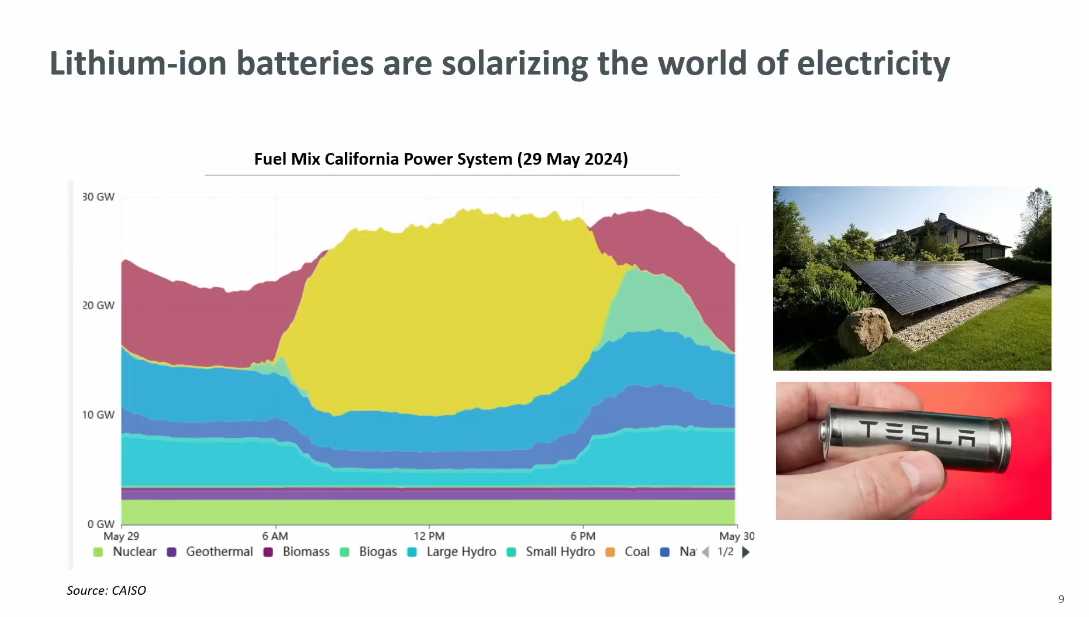 Lithium-ion batteries are solarizing the world of electricity
Fuel Mix California Power System (29 May 2024)
30 GW
20 GW
10 GW
0 GW
May 29
6 AM
12 PM
6 PM
May 30
Nuclear Geothermal Biomass Biogas Large Hydro Small Hydro Coal Na 1/2
TESLA
Source: CAISO
9